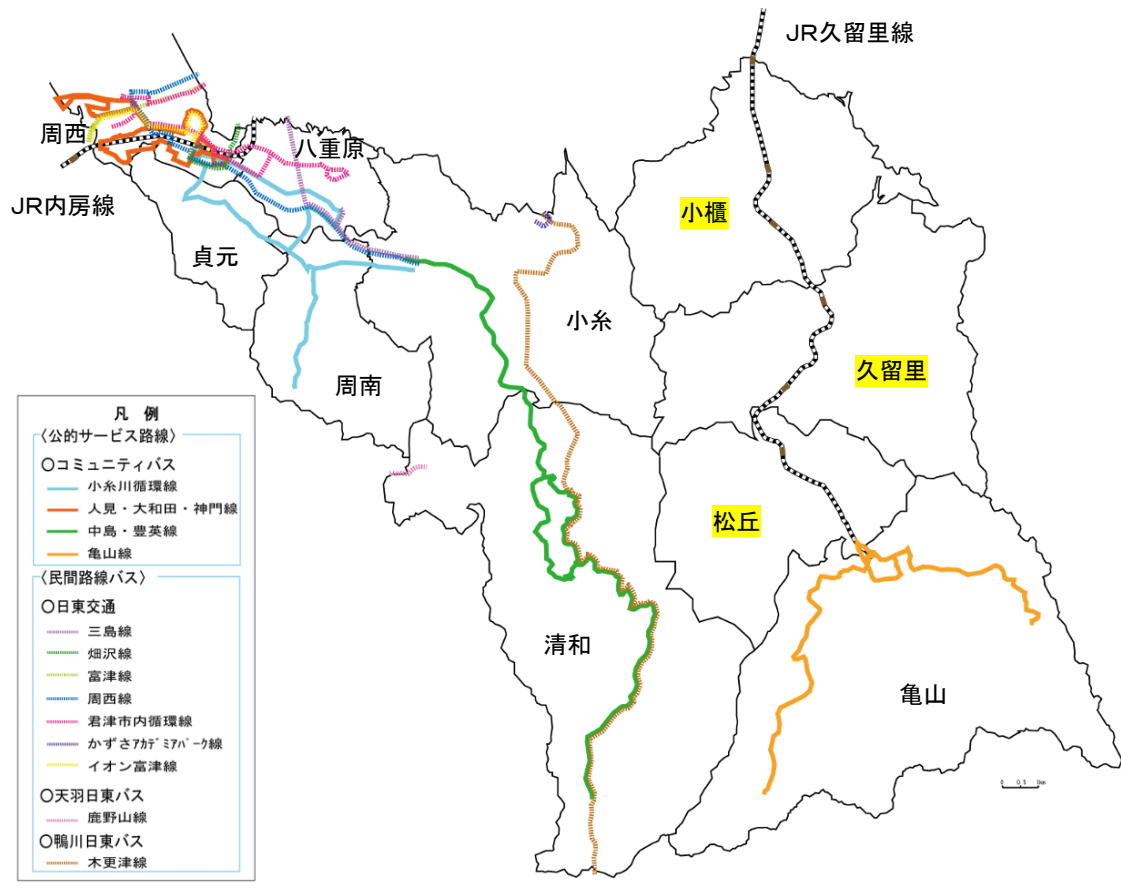 JR久留里線
周西
八重原
JR内房線
小櫃
貞元
小糸
久留里
周南
松丘
清和
亀山
凡 例
〈公的サービス路線〉
○コミュニティバス
小糸川循環線
人見・大和田・神門線
中島・豊英線
亀山線
〈民間路線バス〉
○日東交通
三島線
畑沢線
富津線
周西線
君津市内循環線
かずさｱｶﾃﾞﾐｱﾊﾟｰｸ線
イオン富津線
○天羽日東バス
鹿野山線
○鴨川日東バス
木更津線
0 0.5 1km